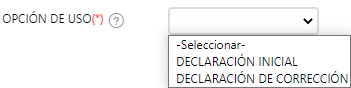 OPCIÓN DE USO(*) ?
-Seleccionar-
DECLARACIÓN INICIAL
DECLARACIÓN DE CORRECCIÓN